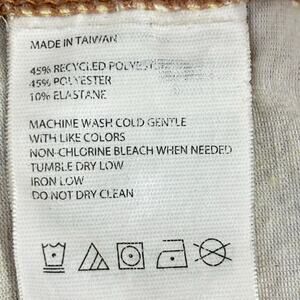 MADE IN TAIWAN
45% RECYCLED
45% POLYESTER
10% ELASTANE
MACHINE WASH COLD GENTLE
WITH LIKE COLORS
NON-CHLORINE BLEACH WHEN NEEDED
TUMBLE DRY LOW
IRON LOW
DO NOT DRY CLEAN